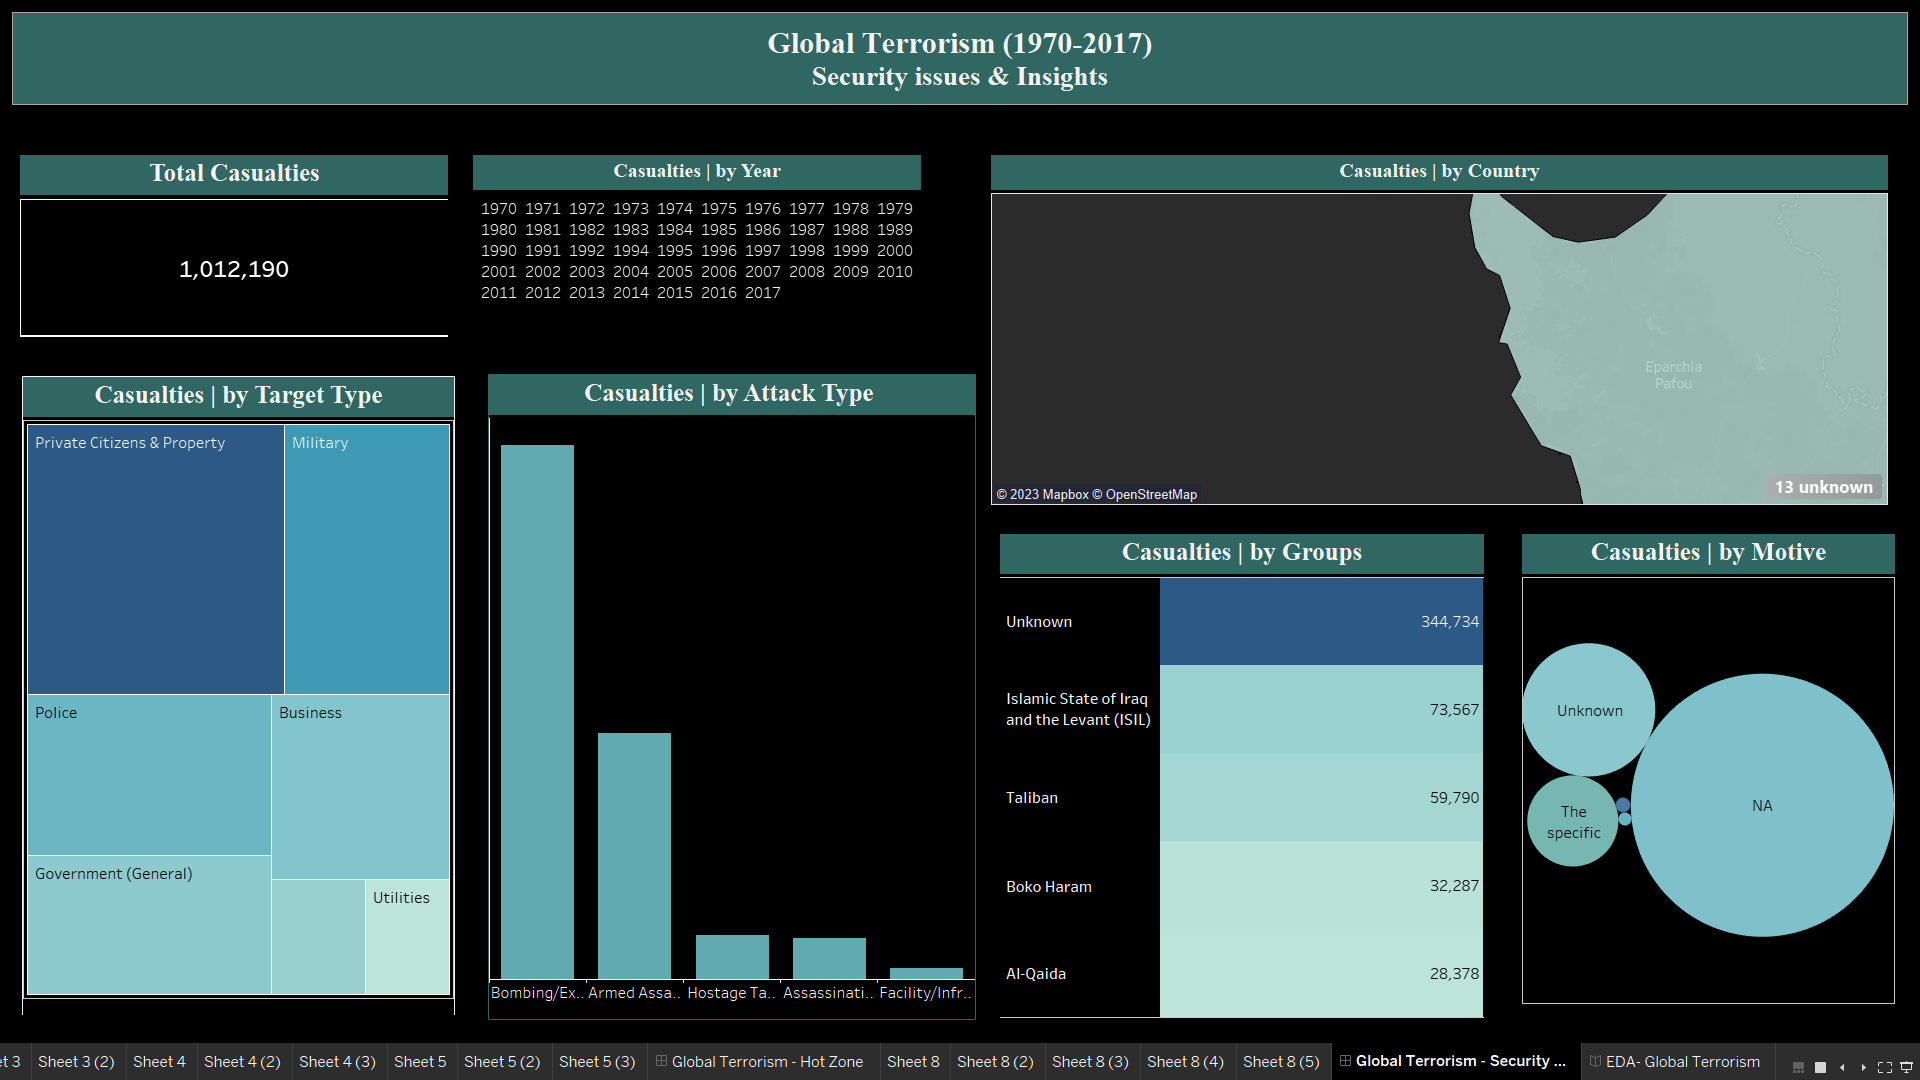 Global Terrorism (1970-2017)
Security issues & Insights
Total Casualties
1,012,190
Casualties | by Year
1970 1971 1972 1973 1974 1975 1976 1977 1978 1979
1980 1981 1982 1983 1984 1985 1986 1987 1988 1989
1990 1991 1992 1994 1995 1996 1997 1998 1999 2000
2001 2002 2003 2004 2005 2006 2007 2008 2009 2010
2011 2012 2013 2014 2015 2016 2017
Casualties | by Country
Eparchia
Pafou
© 2023 Mapbox © OpenStreetMap
13 unknown
Casualties | by Target Type
Private Citizens & Property
Military
Police
Business
Government (General)
Utilities
Casualties | by Attack Type
Bombing/Ex.. Armed Assa.. Hostage Ta.. Assassinati.. Facility/Infr..
Casualties | by Groups
Unknown 344,734
Islamic State of Iraq
and the Levant (ISIL) 73,567
Taliban 59,790
Boko Haram 32,287
Al-Qaida 28,378
Casualties | by Motive
Unknown
The
specific
NA
et 3 Sheet 3 (2) Sheet 4 Sheet 4 (2) Sheet 4 (3) Sheet 5 Sheet 5 (2) Sheet 5 (3) Global Terrorism - Hot Zone Sheet 8 Sheet 8 (2) Sheet 8 (3) Sheet 8 (4) Sheet 8 (5) Global Terrorism - Security ... EDA- Global Terrorism